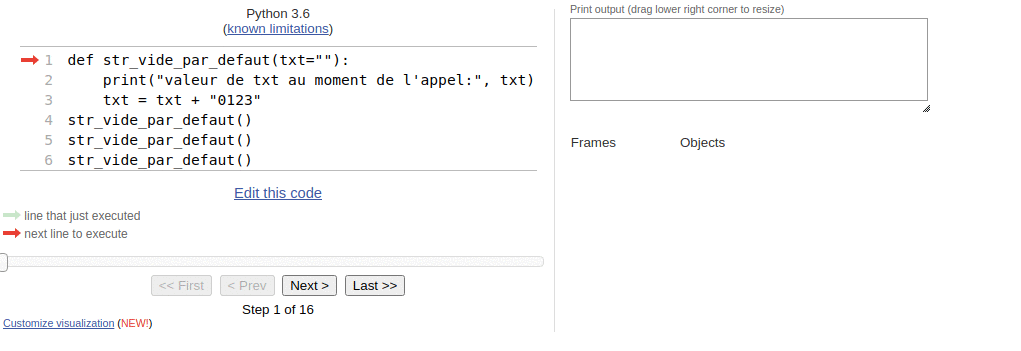 Python 3.6
(known limitations)
1 def str_vide_par_defaut(txt=""):
2 print("valeur de txt au moment de l'appel:", txt)
3 txt = txt + "0123"
4 str_vide_par_defaut()
5 str_vide_par_defaut()
6 str_vide_par_defaut()
Edit this code
line that just executed
next line to execute
<< First < Prev Next > Last >>
Step 1 of 16
Customize visualization (NEW!)
Print output (drag lower right corner to resize)
Frames Objects